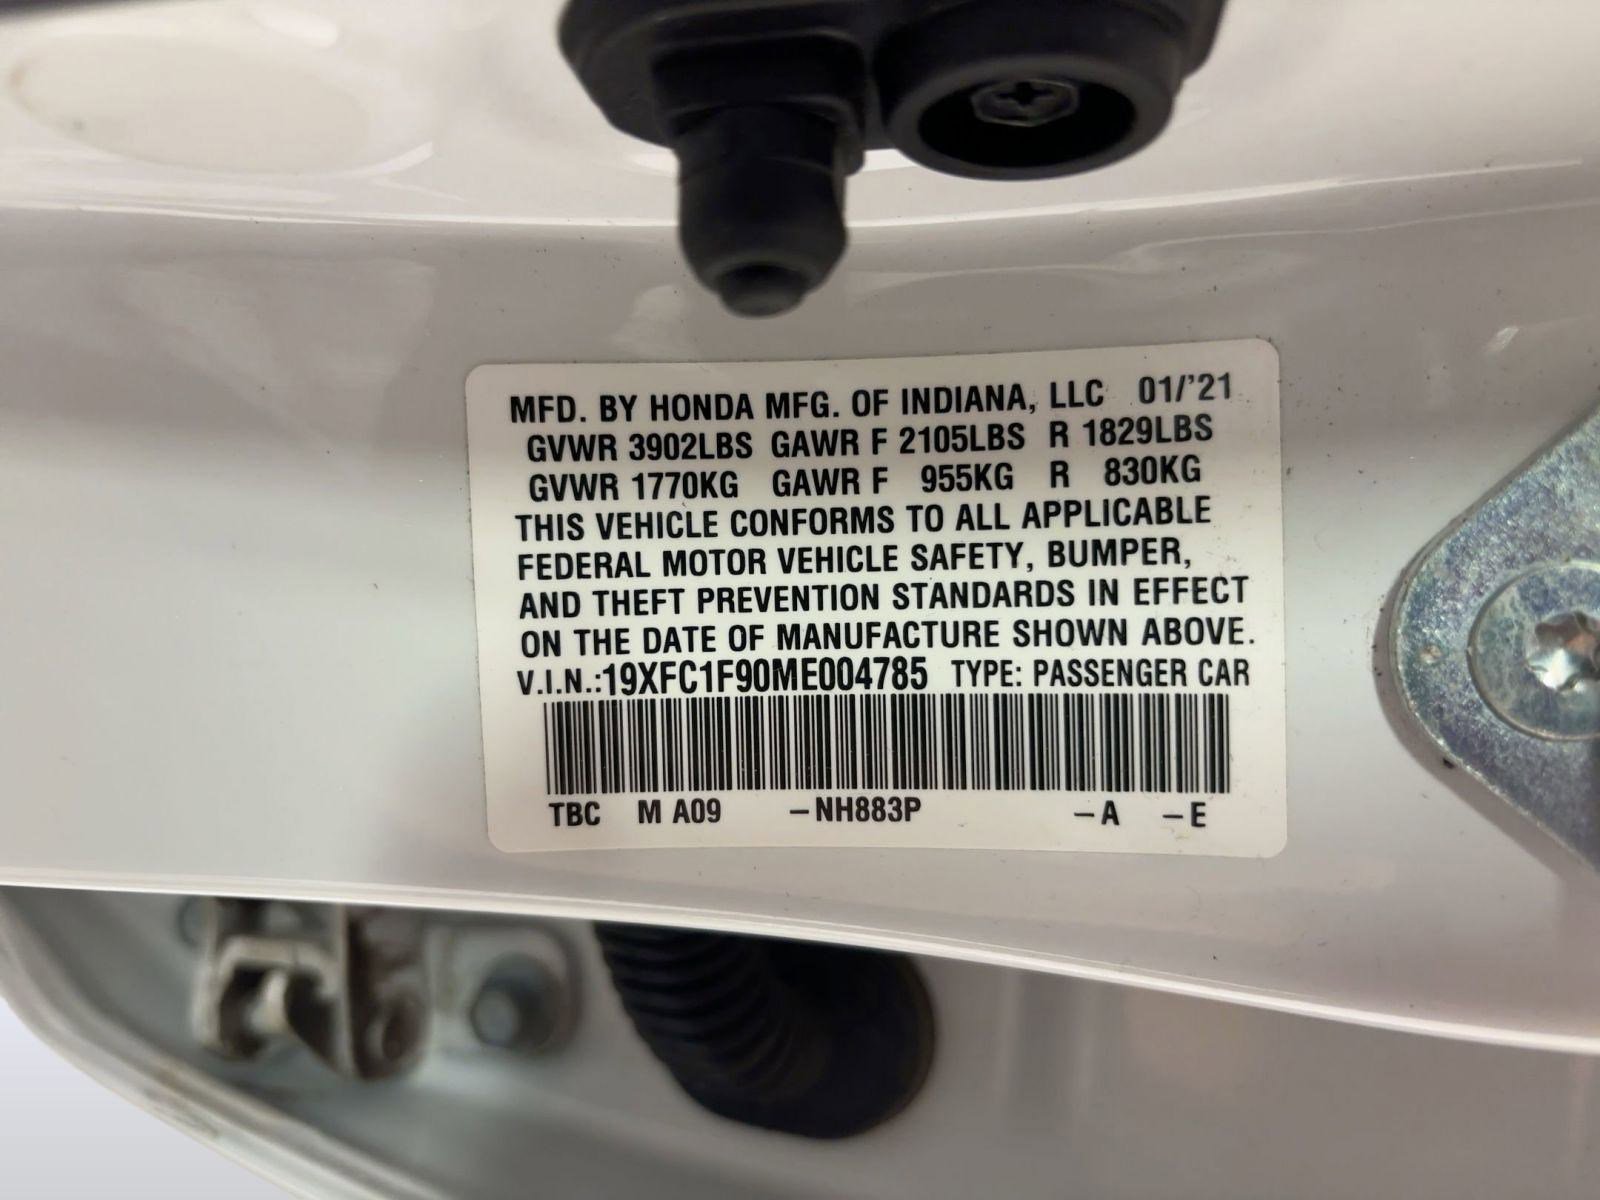 MFD. BY HONDA MFG. OF INDIANA, LLC 01/'21
GVWR 3902LBS GAWR F 2105LBS R 1829LBS
GVWR 1770KG GAWR F 955KG R 830KG
THIS VEHICLE CONFORMS TO ALL APPLICABLE
FEDERAL MOTOR VEHICLE SAFETY, BUMPER,
AND THEFT PREVENTION STANDARDS IN EFFECT
ON THE DATE OF MANUFACTURE SHOWN ABOVE.
V.I.N.:19XFC1F90ME004785 TYPE: PASSENGER CAR
TBC M A09 –NH883P –A –E